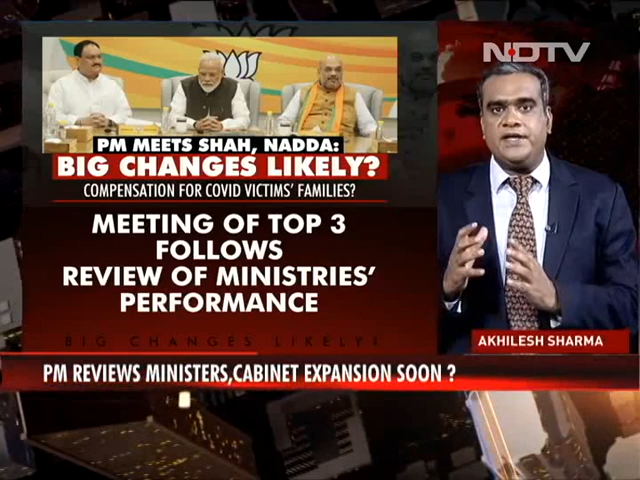 NDTV
PM MEETS SHAH, NADDA:
BIG CHANGES LIKELY?
COMPENSATION FOR COVID VICTIMS' FAMILIES?
MEETING OF TOP 3
FOLLOWS
REVIEW OF MINISTRIES'
PERFORMANCE
BIG CHANGES LIKELY?
AKHILESH SHARMA
PM REVIEWS MINISTERS,CABINET EXPANSION SOON ?